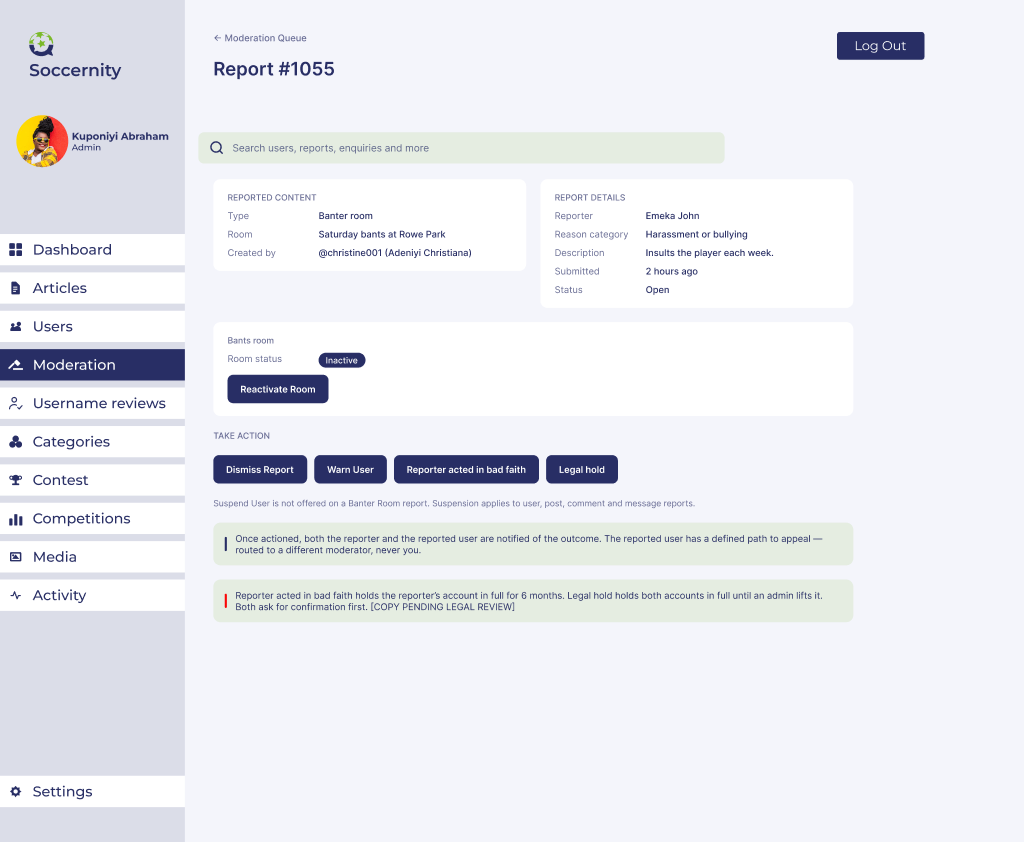 Soccernity
Kuponiyi Abraham
Admin
Dashboard
Articles
Users
Moderation
Username reviews
Categories
Contest
Competitions
Media
Activity
Settings
← Moderation Queue
Report #1055
Log Out
Search users, reports, enquiries and more
REPORTED CONTENT
Type Banter room
Room Saturday bants at Rowe Park
Created by @christine001 (Adeniyi Christiana)
REPORT DETAILS
Reporter Emeka John
Reason category Harassment or bullying
Description Insults the player each week.
Submitted 2 hours ago
Status Open
Bants room
Room status Inactive
Reactivate Room
TAKE ACTION
Dismiss Report Warn User Reporter acted in bad faith Legal hold
Suspend User is not offered on a Banter Room report. Suspension applies to user, post, comment and message reports.
Once actioned, both the reporter and the reported user are notified of the outcome. The reported user has a defined path to appeal —
routed to a different moderator, never you.
Reporter acted in bad faith holds the reporter's account in full for 6 months. Legal hold holds both accounts in full until an admin lifts it.
Both ask for confirmation first. [COPY PENDING LEGAL REVIEW]